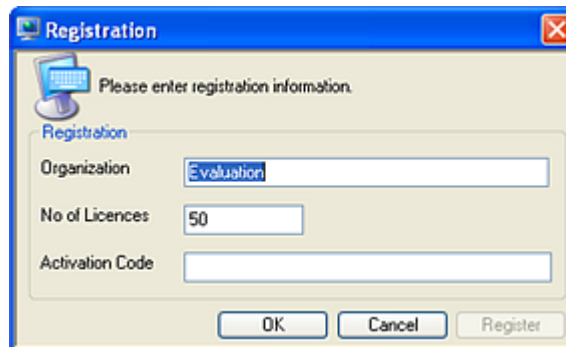 Registration
Please enter registration information.
Registration
Organization Evaluation
No of Licences 50
Activation Code
OK Cancel Register